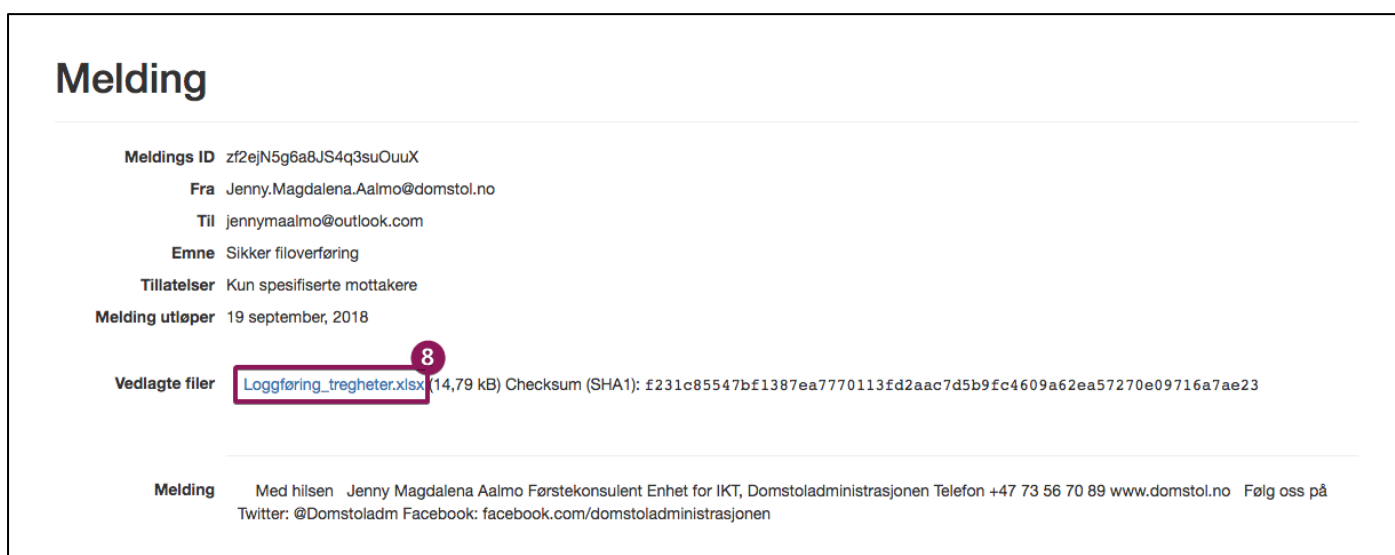 Melding
Meldings ID zf2ejN5g6a8JS4q3suOuuX
Fra Jenny.Magdalena.Aalmo@domstol.no
Til jennymaalmo@outlook.com
Emne Sikker filoverføring
Tillatelser Kun spesifiserte mottakere
Melding utløper 19 september, 2018
8
Vedlagte filer Loggføring_tregheter.xlsx (14,79 kB) Checksum (SHA1): f231c85547bf1387ea7770113fd2aac7d5b9fc4609a62ea57270e09716a7ae23
Melding Med hilsen Jenny Magdalena Aalmo Førstekonsulent Enhet for IKT, Domstoladministrasjonen Telefon +47 73 56 70 89 www.domstol.no Følg oss på
Twitter: @Domstoladm Facebook: facebook.com/domstoladministrasjonen